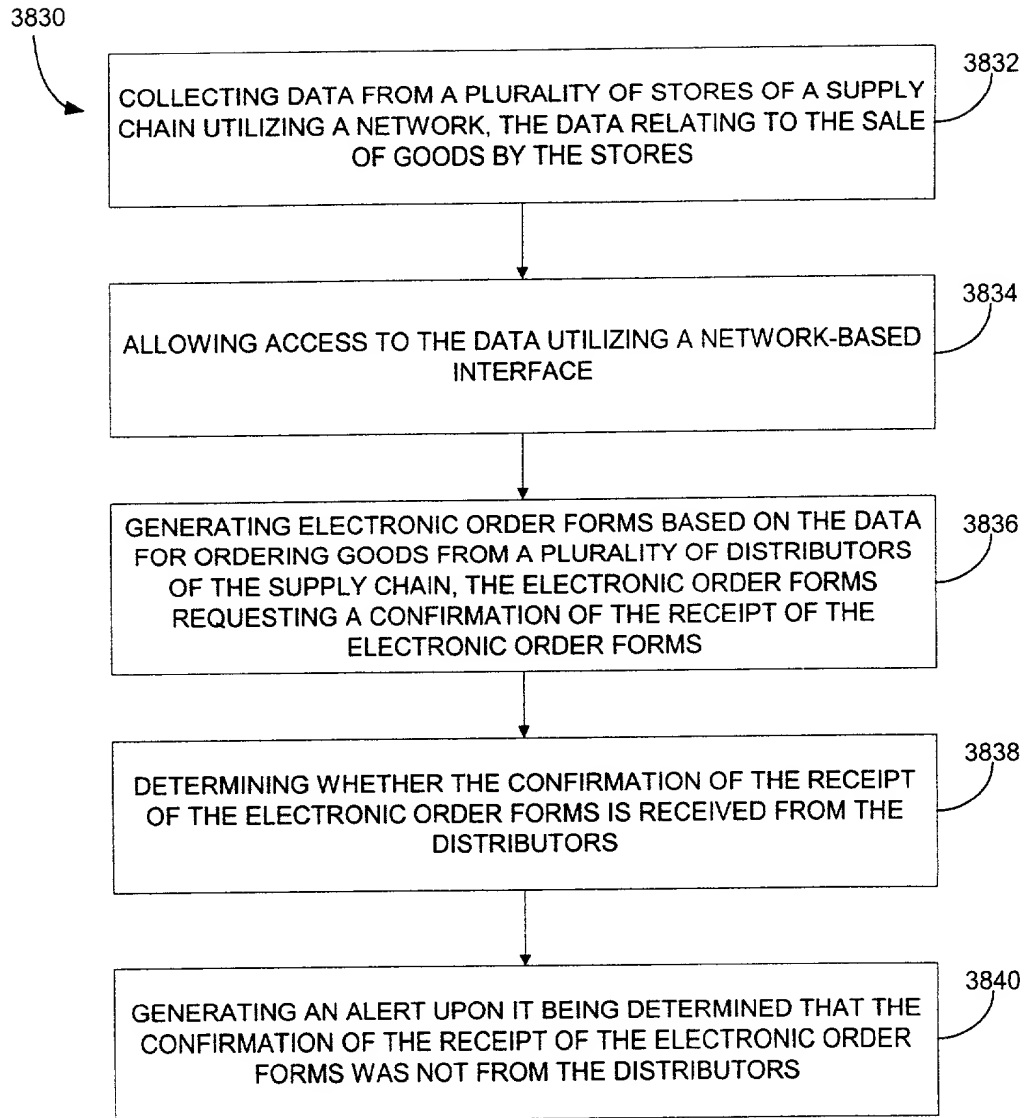 3830
3832
COLLECTING DATA FROM A PLURALITY OF STORES OF A SUPPLY
CHAIN UTILIZING A NETWORK, THE DATA RELATING TO THE SALE
OF GOODS BY THE STORES
3834
ALLOWING ACCESS TO THE DATA UTILIZING A NETWORK-BASED
INTERFACE
3836
GENERATING ELECTRONIC ORDER FORMS BASED ON THE DATA
FOR ORDERING GOODS FROM A PLURALITY OF DISTRIBUTORS
OF THE SUPPLY CHAIN, THE ELECTRONIC ORDER FORMS
REQUESTING A CONFIRMATION OF THE RECEIPT OF THE
ELECTRONIC ORDER FORMS
3838
DETERMINING WHETHER THE CONFIRMATION OF THE RECEIPT
OF THE ELECTRONIC ORDER FORMS IS RECEIVED FROM THE
DISTRIBUTORS
3840
GENERATING AN ALERT UPON IT BEING DETERMINED THAT THE
CONFIRMATION OF THE RECEIPT OF THE ELECTRONIC ORDER
FORMS WAS NOT FROM THE DISTRIBUTORS